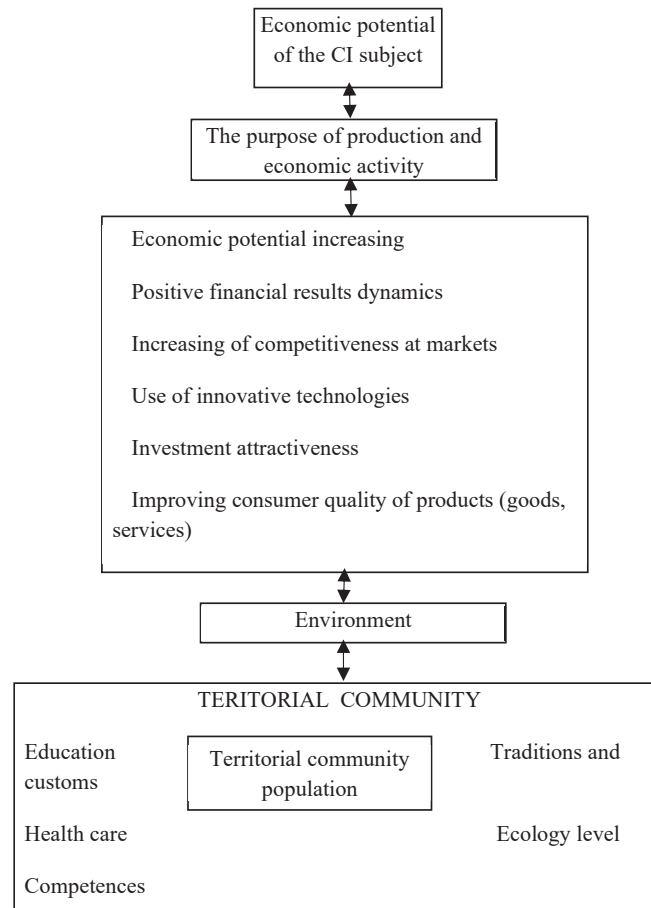 Economic potential
of the CI subject
The purpose of production and
economic activity
Economic potential increasing
Positive financial results dynamics
Increasing of competitiveness at markets
Use of innovative technologies
Investment attractiveness
Improving consumer quality of products (goods,
services)
Environment
TERITORIAL COMMUNITY
Education
customs
Territorial community
population
Traditions and
Health care
Ecology level
Competences